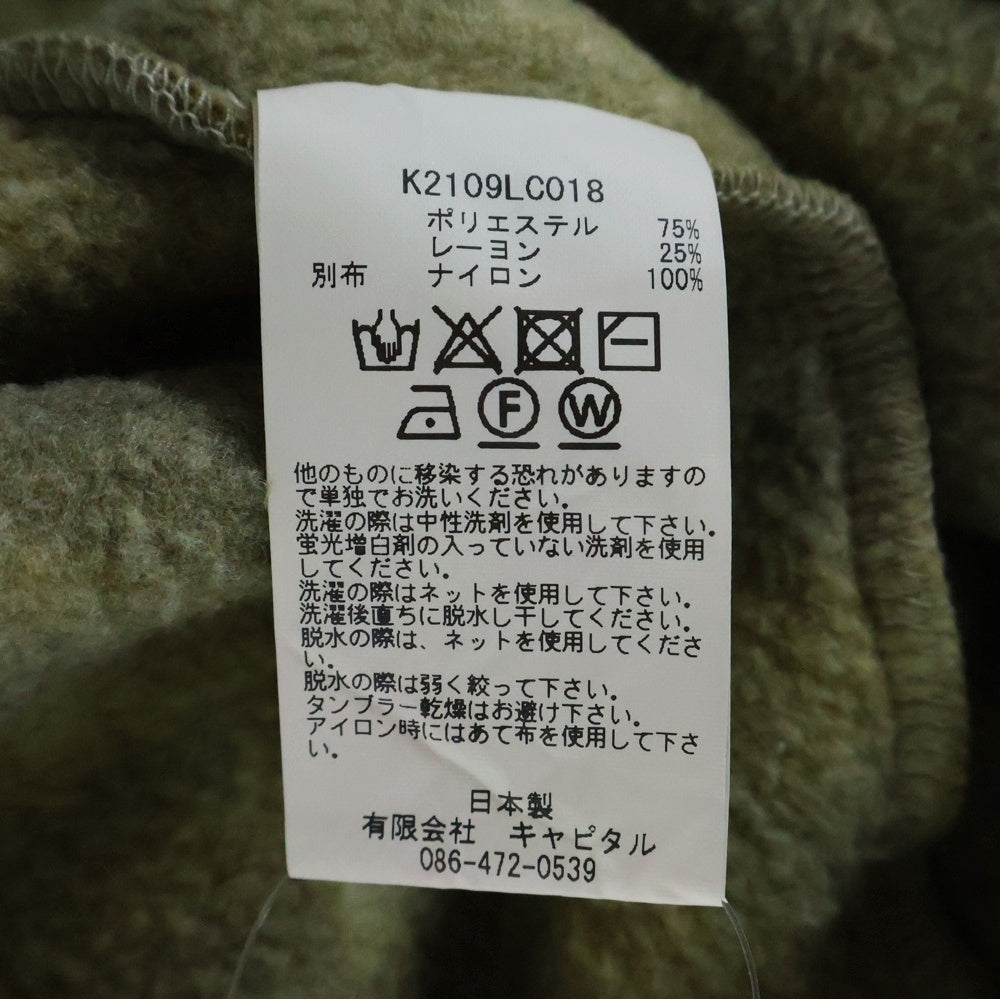 K2109LC018
ポリエステル 75%
レーヨン 25%
別布 ナイロン 100%
F W
他のものに移染する恐れがありますの
で単独でお洗いください。
洗濯の際は中性洗剤を使用して下さい。
蛍光増白剤の入っていない洗剤を使用
してください。
洗濯の際はネットを使用して下さい。
洗濯後直ちに脱水し干してください。
脱水の際は、ネットを使用してくださ
い。
脱水の際は弱く絞って下さい。
タンブラー乾燥はお避け下さい。
アイロン時にはあて布を使用して下さ
い。
日本製
有限会社 キャピタル
086-472-0539